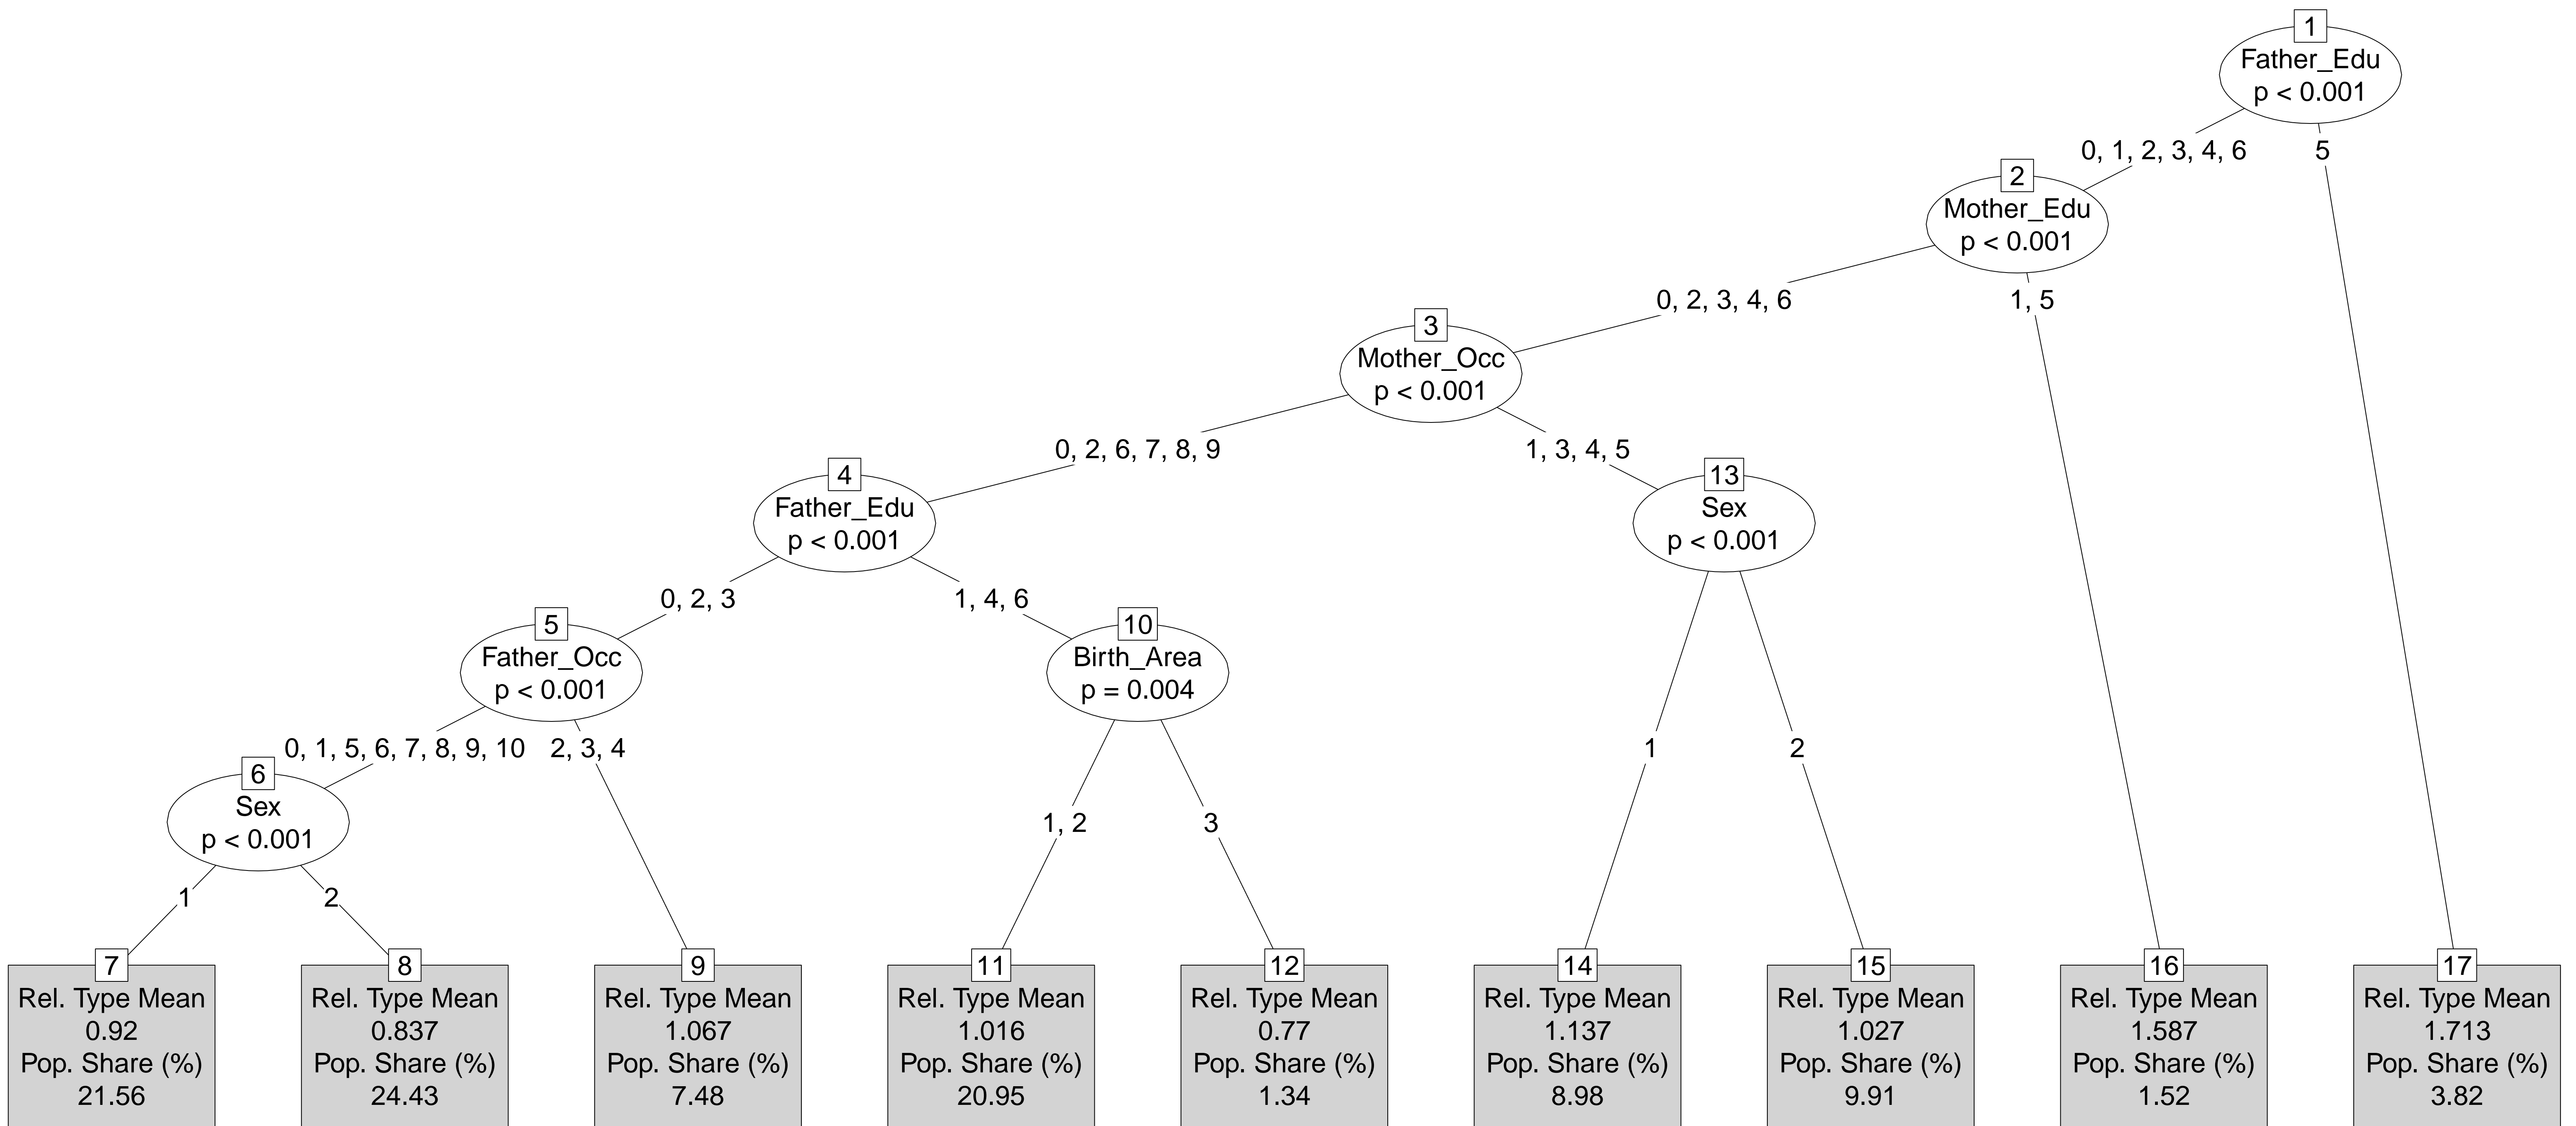 1
Father_Edu
p < 0.001
0, 1, 2, 3, 4, 6
5
2
Mother_Edu
p < 0.001
0, 2, 3, 4, 6
1, 5
3
Mother_Occ
p < 0.001
0, 2, 6, 7, 8, 9
1, 3, 4, 5
4
Father_Edu
p < 0.001
13
Sex
p < 0.001
0, 2, 3
1, 4, 6
5
Father_Occ
p < 0.001
10
Birth_Area
p = 0.004
0, 1, 5, 6, 7, 8, 9, 10
2, 3, 4
1
2
6
Sex
p < 0.001
1, 2
3
1
2
7
Rel. Type Mean
0.92
Pop. Share (%)
21.56
8
Rel. Type Mean
0.837
Pop. Share (%)
24.43
9
Rel. Type Mean
1.067
Pop. Share (%)
7.48
11
Rel. Type Mean
1.016
Pop. Share (%)
20.95
12
Rel. Type Mean
0.77
Pop. Share (%)
1.34
14
Rel. Type Mean
1.137
Pop. Share (%)
8.98
15
Rel. Type Mean
1.027
Pop. Share (%)
9.91
16
Rel. Type Mean
1.587
Pop. Share (%)
1.52
17
Rel. Type Mean
1.713
Pop. Share (%)
3.82